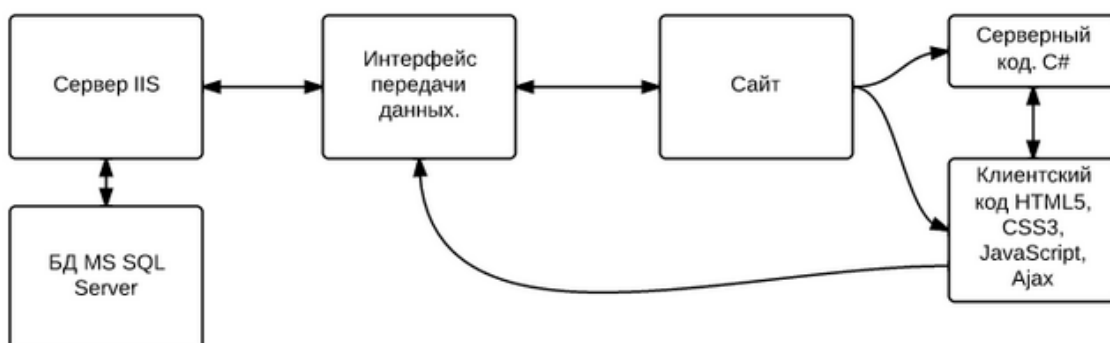 Сервер IIS
Интерфейс
передачи
данных.
Сайт
Серверный
код. C#
Клиентский
код HTML5,
CSS3,
JavaScript,
Ajax
БД MS SQL
Server